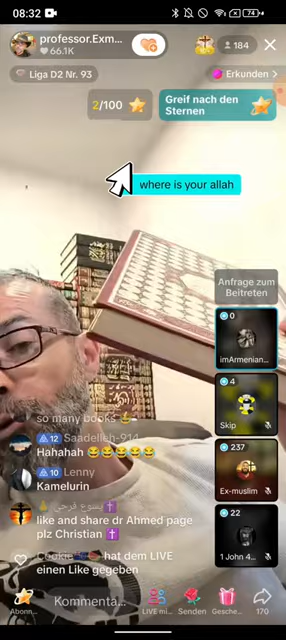 08:32
74
professor.Exm...
66.1K
184
Liga D2 Nr. 93
Erkunden >
2/100
Greif nach den
Sternen
where is your allah
Anfrage zum
Beitreten
0
imArmenian...
4
Skip
237
Ex-muslim
22
1 John 4...
so many books
12 Saadellah-914
Hahahah
10 Lenny
Kamelurin
like and share dr Ahmed page
plz Christian
Cookie hat dem LIVE
einen Like gegeben
Abonn...
Kommenta...
LIVE mi...
Senden
Gesche...
170